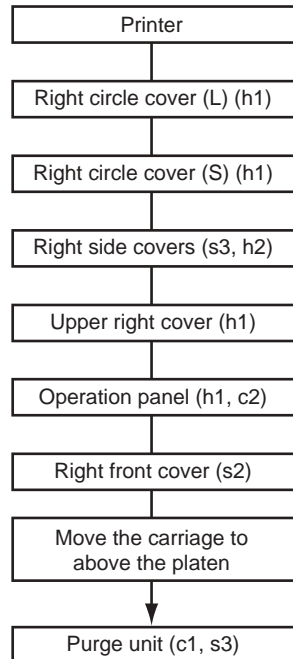 Printer
Right circle cover (L) (h1)
Right circle cover (S) (h1)
Right side covers (s3, h2)
Upper right cover (h1)
Operation panel (h1, c2)
Right front cover (s2)
Move the carriage to
above the platen
Purge unit (c1, s3)